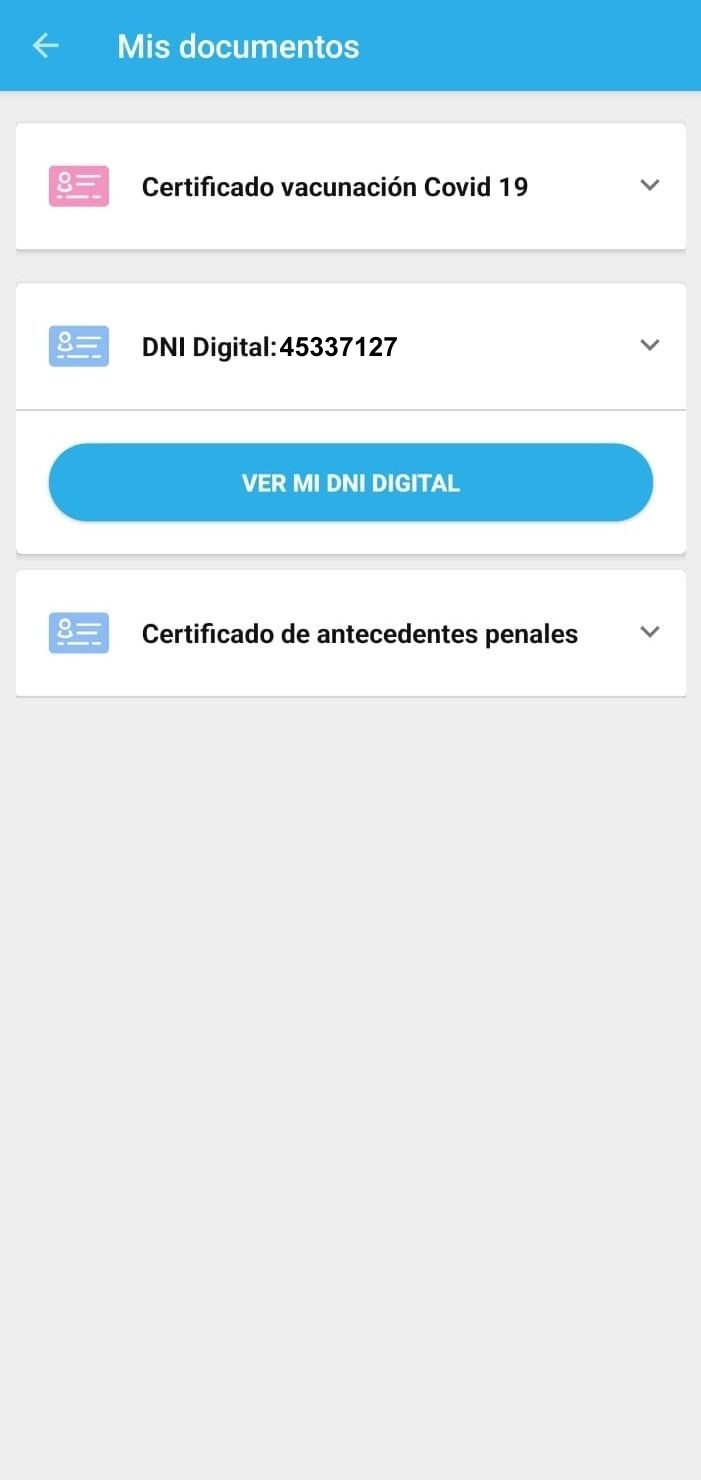 Mis documentos
Certificado vacunación Covid 19
DNI Digital:45337127
VER MI DNI DIGITAL
Certificado de antecedentes penales